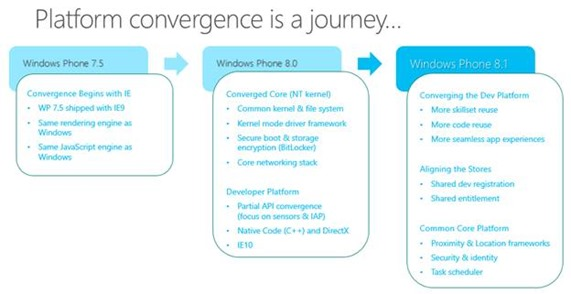 Platform convergence is a journey...
Windows Phone 7.5
Convergence Begins with IE
• WP 7.5 shipped with IE9
• Same rendering engine as
Windows
• Same JavaScript engine as
Windows
Windows Phone 8.0
Converged Core (NT kernel)
• Common kernel & file system
• Kernel mode driver framework
• Secure boot & storage
encryption (BitLocker)
• Core networking stack
Developer Platform
• Partial API convergence
(focus on sensors & IAP)
• Native Code (C++) and DirectX
• IE10
Windows Phone 8.1
Converging the Dev Platform
• More skillset reuse
• More code reuse
• More seamless app experiences
Aligning the Stores
• Shared dev registration
• Shared entitlement
Common Core Platform
• Proximity & Location frameworks
• Security & identity
• Task scheduler